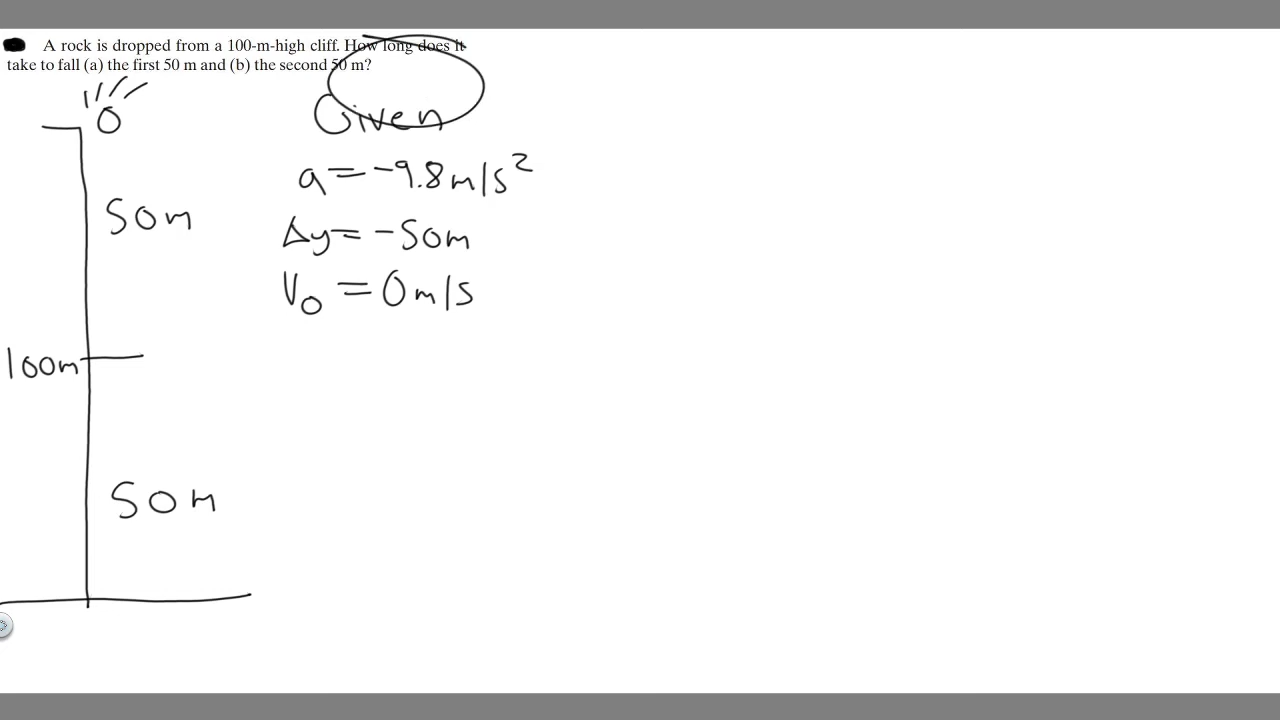 A rock is dropped from a 100-m-high cliff. How long does it
take to fall (a) the first 50 m and (b) the second 50 m?
Given
a = -9.8 m/s²
Δy = -50m
V₀ = 0 m/s
50m
100m
50m